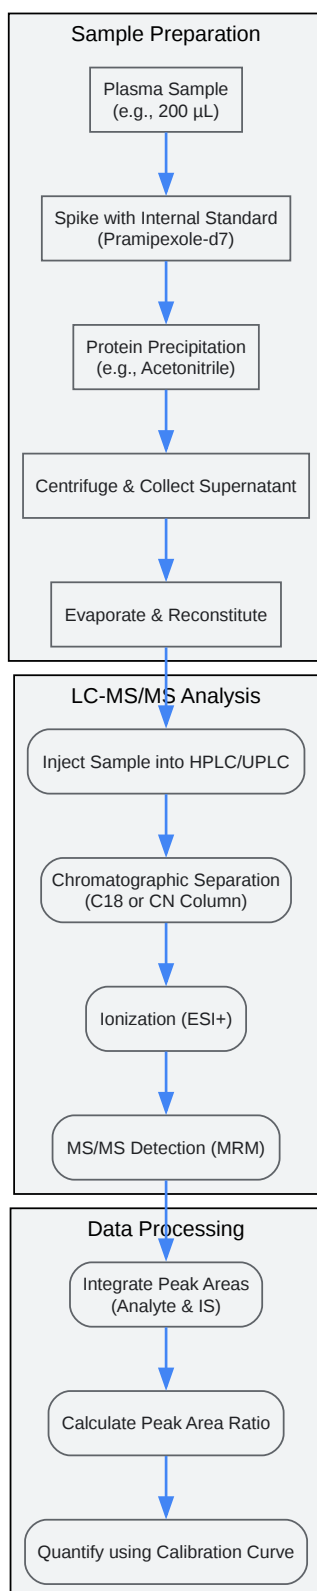 Sample Preparation
Plasma Sample
(e.g., 200 µL)
Spike with Internal Standard
(Pramipexole-d7)
Protein Precipitation
(e.g., Acetonitrile)
Centrifuge & Collect Supernatant
Evaporate & Reconstitute
LC-MS/MS Analysis
Inject Sample into HPLC/UPLC
Chromatographic Separation
(C18 or CN Column)
Ionization (ESI+)
MS/MS Detection (MRM)
Data Processing
Integrate Peak Areas
(Analyte & IS)
Calculate Peak Area Ratio
Quantify using Calibration Curve